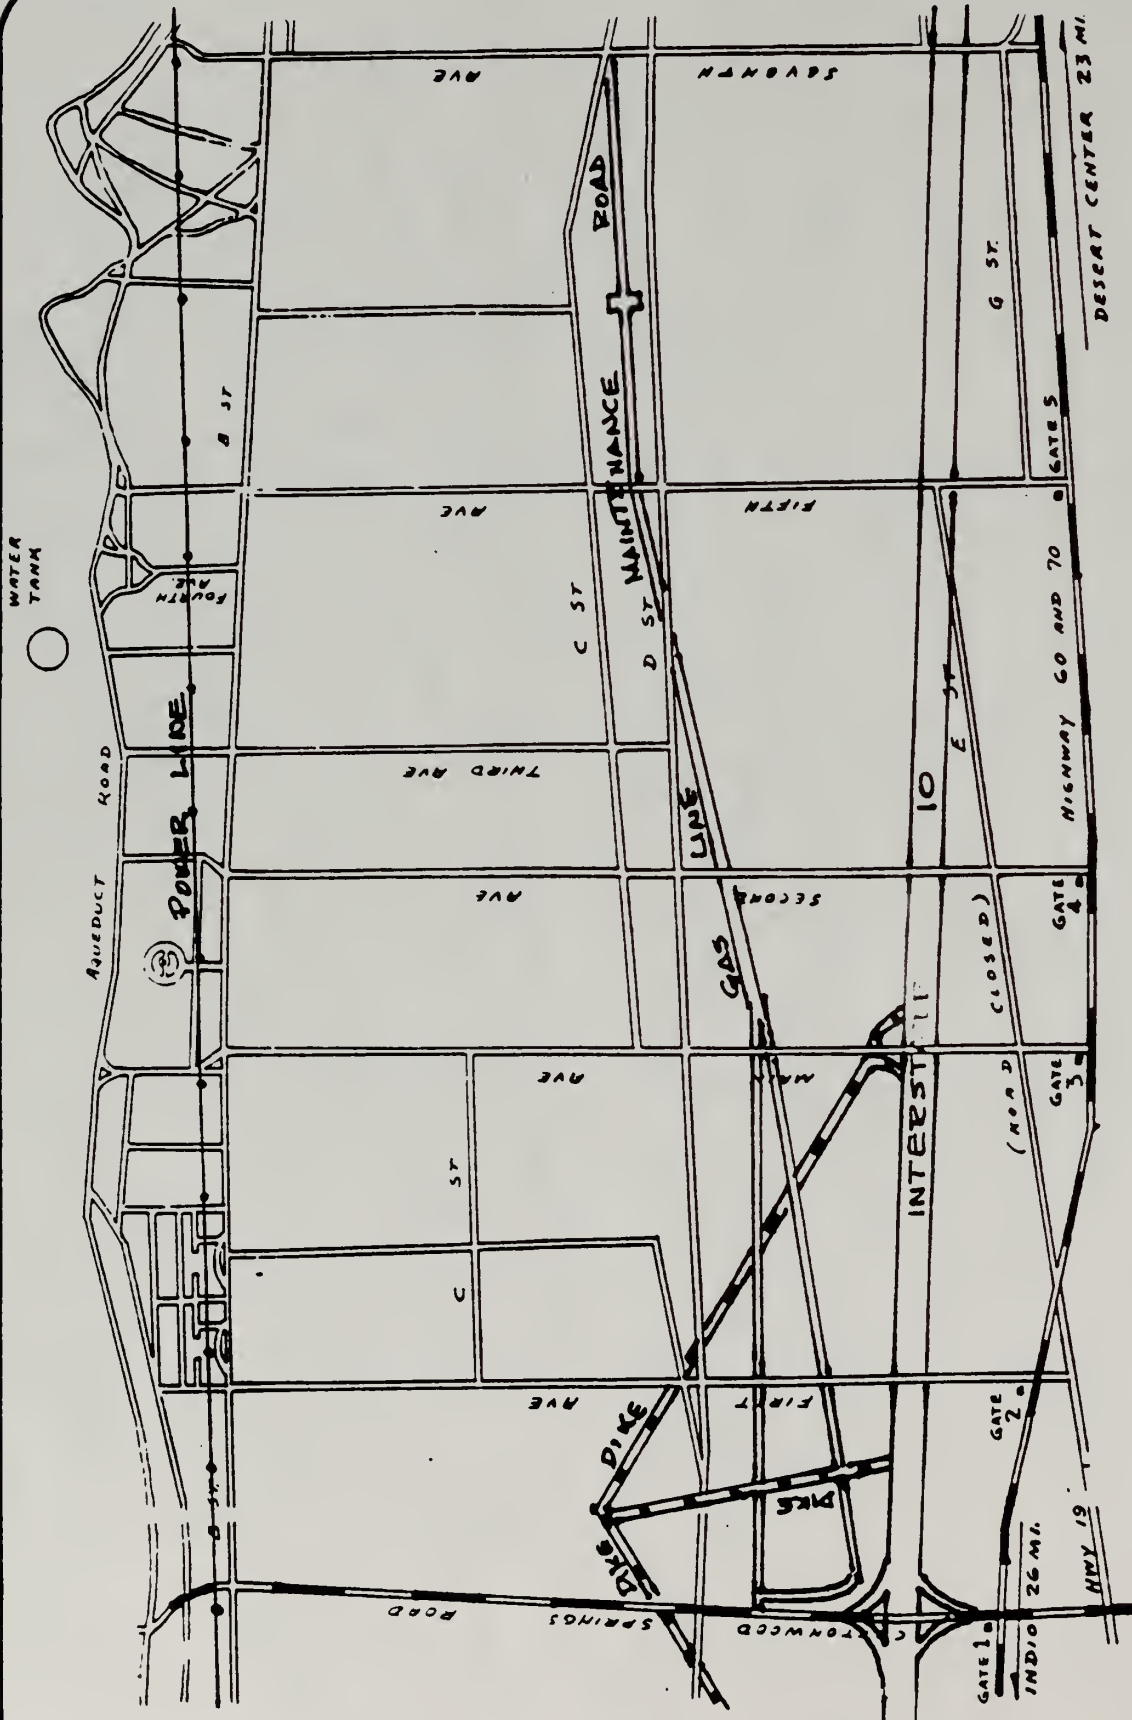 WATER
TANK
AQUEDUCT ROAD
POWER LINE
B ST
B ST.
FOURTH
AVE.
SEVENTH AVE
FIFTH AVE
THIRD AVE
SECOND AVE
AVE
FIRST AVE
C ST
C ST
D ST
MAINTENANCE ROAD
GAS LINE
DIKE
DIKE
DIKE
INTERSTATE 10
E ST
(ROAD CLOSED)
G ST.
HIGHWAY 60 AND 70
GATE 1
GATE
2
GATE
3
GATE
4
GATE 5
COTTONWOOD SPRINGS ROAD
INDIO 26 MI.
HWY 19
DESERT CENTER 23 MI.